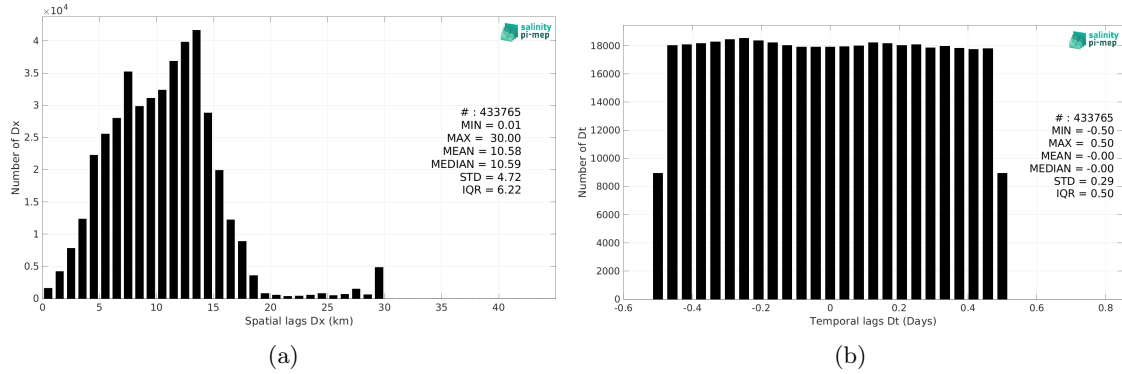 ×10⁴
4
3.5
3
2.5
2
1.5
1
0.5
0
Number of Dx
salinity
pi-mep
# : 433765
MIN = 0.01
MAX = 30.00
MEAN = 10.58
MEDIAN = 10.59
STD = 4.72
IQR = 6.22
0 5 10 15 20 25 30 35 40
Spatial lags Dx (km)
(a)
18000
16000
14000
12000
10000
8000
6000
4000
2000
0
Number of Dt
salinity
pi-mep
# : 433765
MIN = -0.50
MAX = 0.50
MEAN = -0.00
MEDIAN = -0.00
STD = 0.29
IQR = 0.50
-0.6 -0.4 -0.2 0 0.2 0.4 0.6 0.8
Temporal lags Dt (Days)
(b)